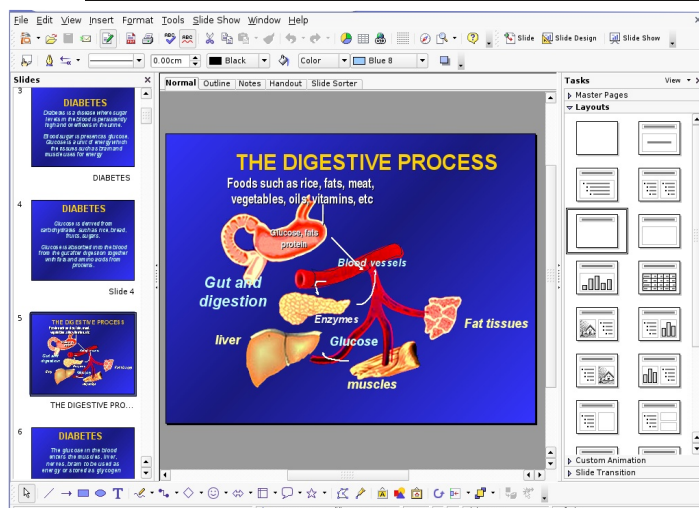 File Edit View Insert Format Tools Slide Show Window Help
Slide Slide Design Slide Show
0.00cm Black Color Blue 8
Slides
Normal Outline Notes Handout Slide Sorter
Tasks View
Master Pages
Layouts
3
DIABETES
Diabetes is a disease where sugar
levels in the blood is persistently
high and overflows in the urine.
Blood sugar is present as glucose.
Glucose is a unit of energy which
the tissues such as brain and
muscle uses for energy
DIABETES
4
DIABETES
Glucose is derived from
carbohydrates such as rice, bread,
fruits, sugars.
Glucose is absorbed into the blood
from the gut after digestion together
with fats and amino acids from
proteins.
Slide 4
5
THE DIGESTIVE PROCESS
THE DIGESTIVE PRO...
6
DIABETES
The glucose in the blood
enters the muscles, liver,
nerves, brain to be used as
energy or stored as glycogen
THE DIGESTIVE PROCESS
Foods such as rice, fats, meat,
vegetables, oils, vitamins, etc
Glucose, fats
protein
Blood vessels
Gut and
digestion
Enzymes
Fat tissues
liver
Glucose
muscles
Custom Animation
Slide Transition